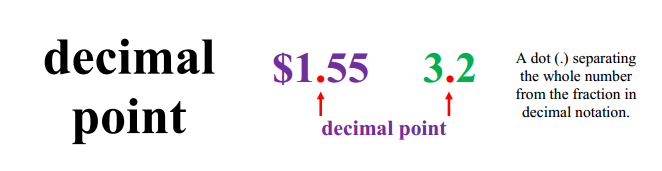 decimal
point
$1.55
3.2
decimal point
A dot (.) separating
the whole number
from the fraction in
decimal notation.